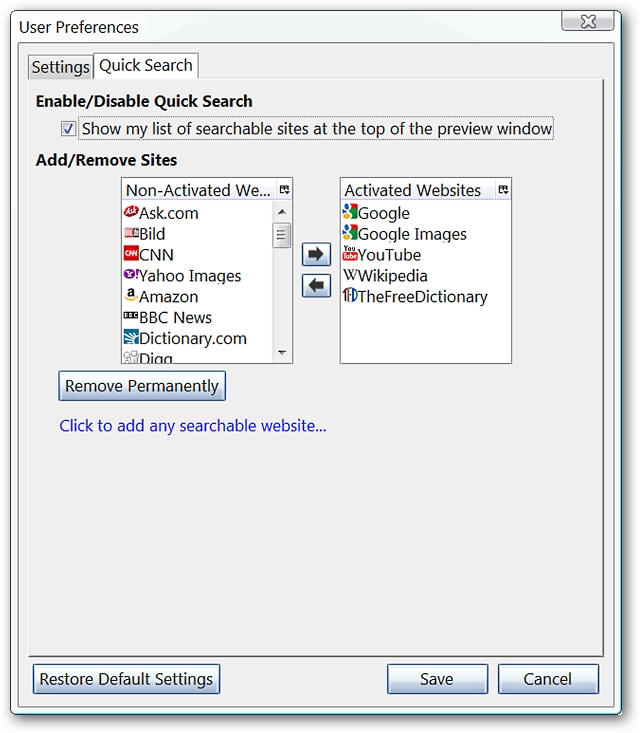 User Preferences
Settings
Quick Search
Enable/Disable Quick Search
Show my list of searchable sites at the top of the preview window
Add/Remove Sites
Non-Activated We...
Ask.com
Bild
CNN
Yahoo Images
Amazon
BBC News
Dictionary.com
Digg
Activated Websites
Google
Google Images
YouTube
Wikipedia
TheFreeDictionary
Remove Permanently
Click to add any searchable website...
Restore Default Settings
Save
Cancel